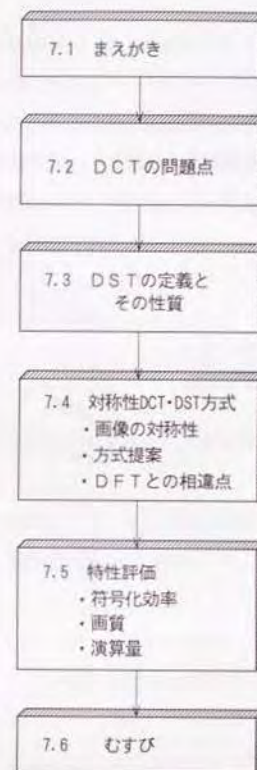 7.1 まえがき
7.2 DCTの問題点
7.3 DSTの定義と
その性質
7.4 対称性DCT・DST方式
・画像の対称性
・方式提案
・DFTとの相違点
7.5 特性評価
・符号化効率
・画質
・演算量
7.6 むすび